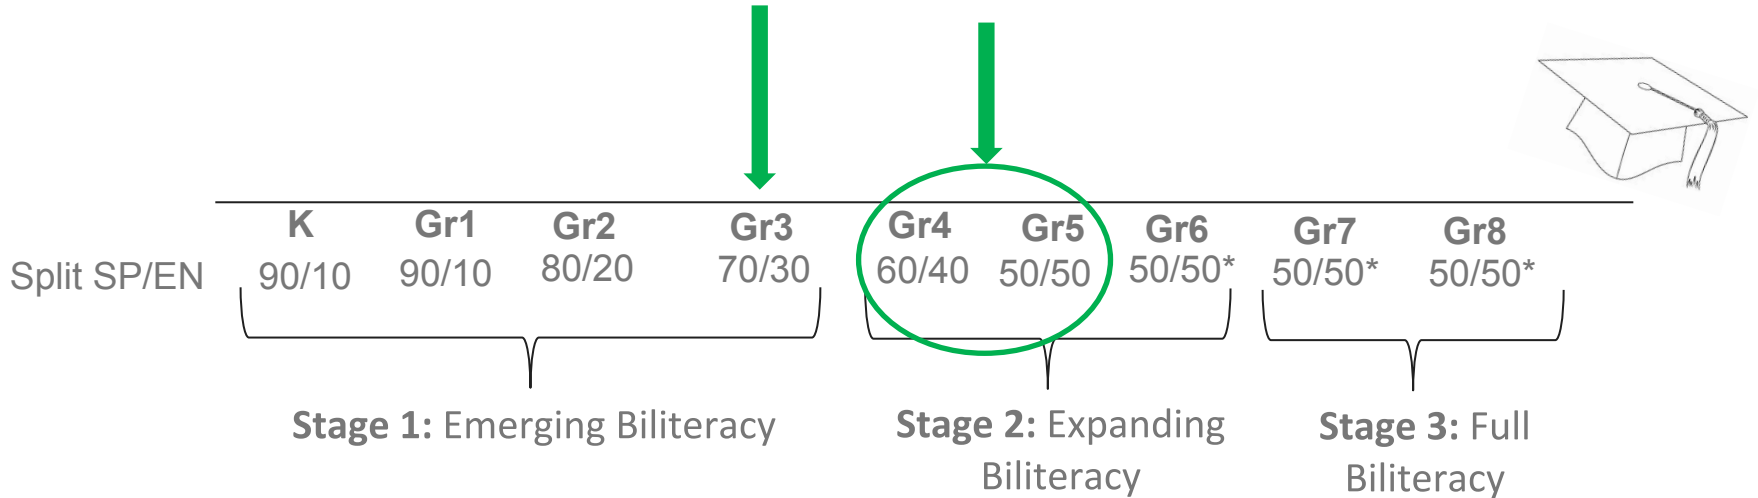 K Gr1 Gr2 Gr3 Gr4 Gr5 Gr6 Gr7 Gr8
Split SP/EN 90/10 90/10 80/20 70/30 60/40 50/50 50/50* 50/50* 50/50*
Stage 1: Emerging Biliteracy
Stage 2: Expanding
Biliteracy
Stage 3: Full
Biliteracy